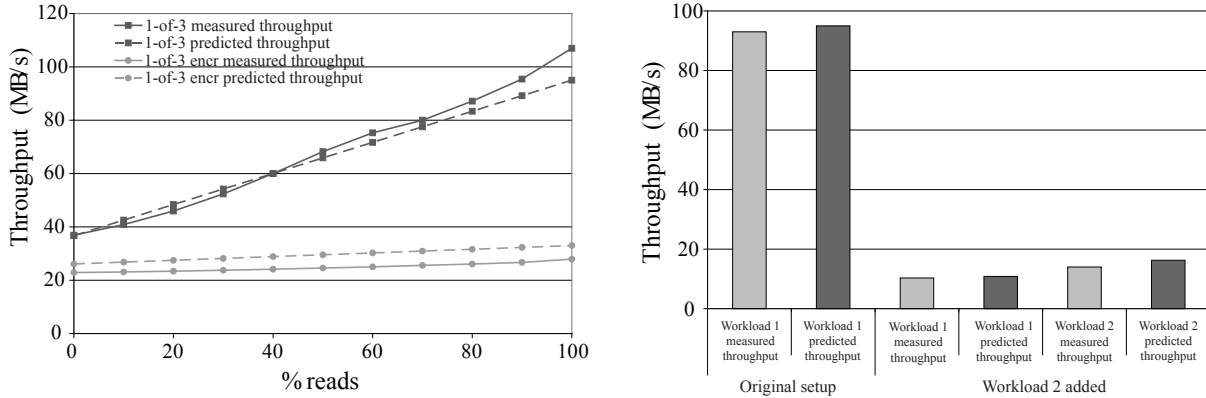 1-of-3 measured throughput
1-of-3 predicted throughput
1-of-3 encr measured throughput
1-of-3 encr predicted throughput
Throughput (MB/s)
120
100
80
60
40
20
0
0 20 40 60 80 100
% reads
Throughput (MB/s)
100
80
60
40
20
0
Workload 1 measured throughput
Workload 1 predicted throughput
Workload 1 measured throughput
Workload 1 predicted throughput
Workload 2 measured throughput
Workload 2 predicted throughput
Original setup
Workload 2 added